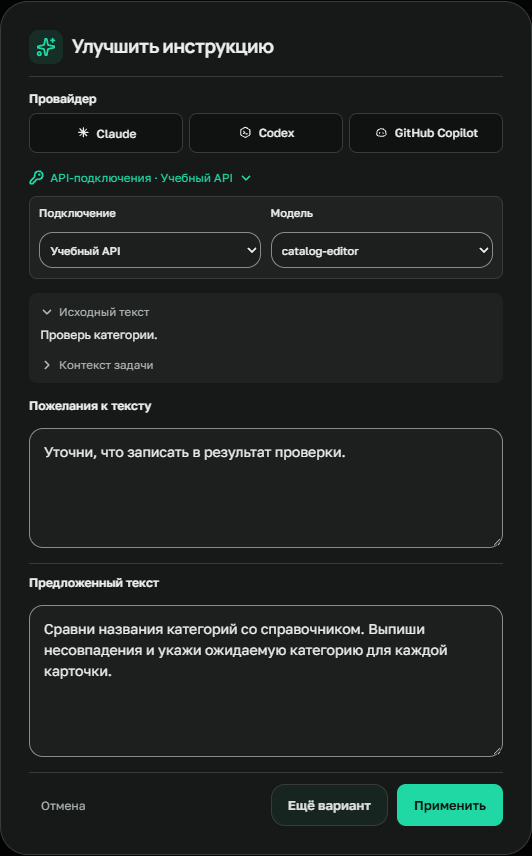 Улучшить инструкцию
Провайдер
Claude
Codex
GitHub Copilot
API-подключения · Учебный API
Подключение
Модель
Учебный API
catalog-editor
Исходный текст
Проверь категории.
Контекст задачи
Пожелания к тексту
Уточни, что записать в результат проверки.
Предложенный текст
Сравни названия категорий со справочником. Выпиши
несовпадения и укажи ожидаемую категорию для каждой
карточки.
Отмена
Ещё вариант
Применить